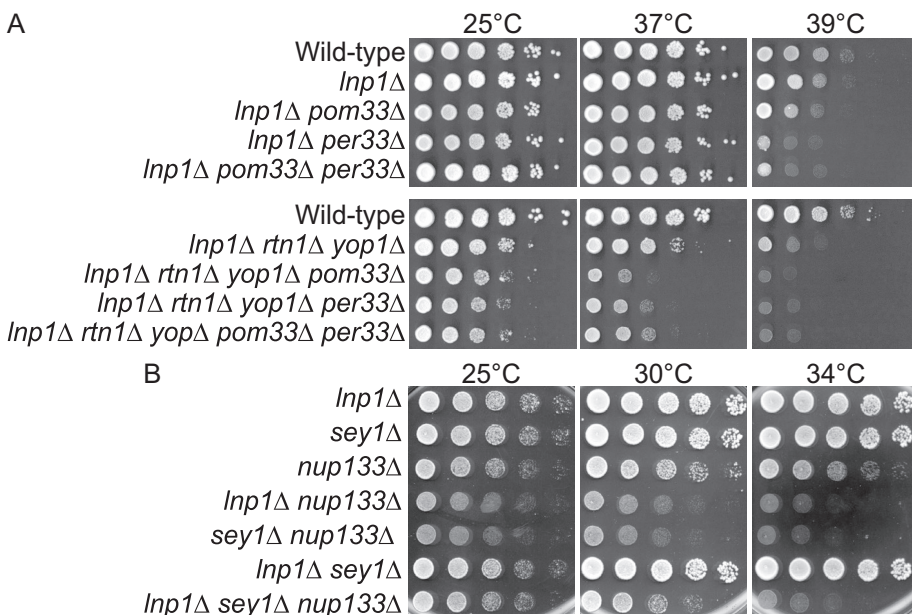 A 25°C 37°C 39°C
Wild-type
lnp1Δ
lnp1Δ pom33Δ
lnp1Δ per33Δ
lnp1Δ pom33Δ per33Δ
Wild-type
lnp1Δ rtn1Δ yop1Δ
lnp1Δ rtn1Δ yop1Δ pom33Δ
lnp1Δ rtn1Δ yop1Δ per33Δ
lnp1Δ rtn1Δ yopΔ pom33Δ per33Δ
B 25°C 30°C 34°C
lnp1Δ
sey1Δ
nup133Δ
lnp1Δ nup133Δ
sey1Δ nup133Δ
lnp1Δ sey1Δ
lnp1Δ sey1Δ nup133Δ